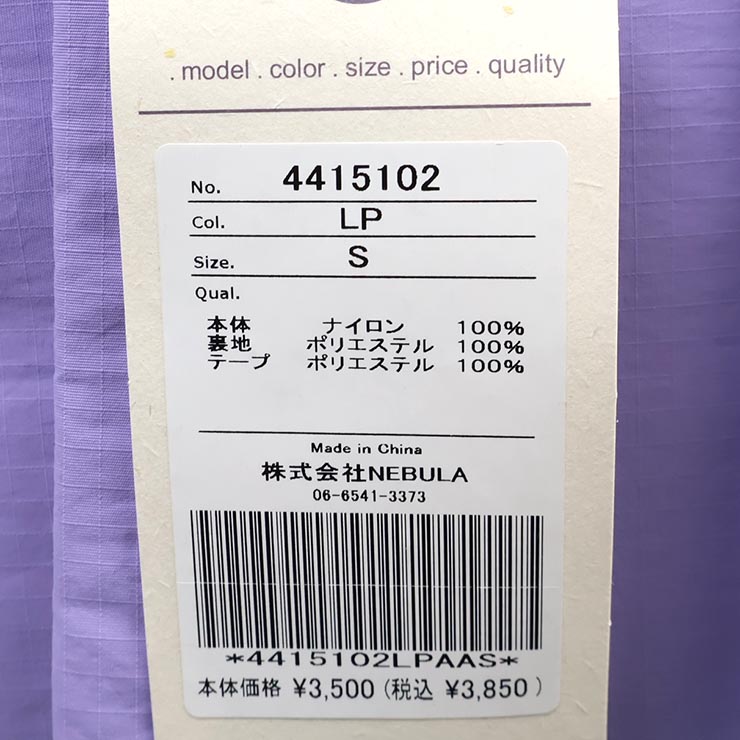 . model . color . size . price . quality
No. 4415102
Col. LP
Size. S
Qual.
本体 ナイロン 100%
裏地 ポリエステル 100%
テープ ポリエステル 100%
Made in China
株式会社NEBULA
06-6541-3373
*4415102LPAAS*
本体価格 ¥3,500 (税込 ¥3,850 )